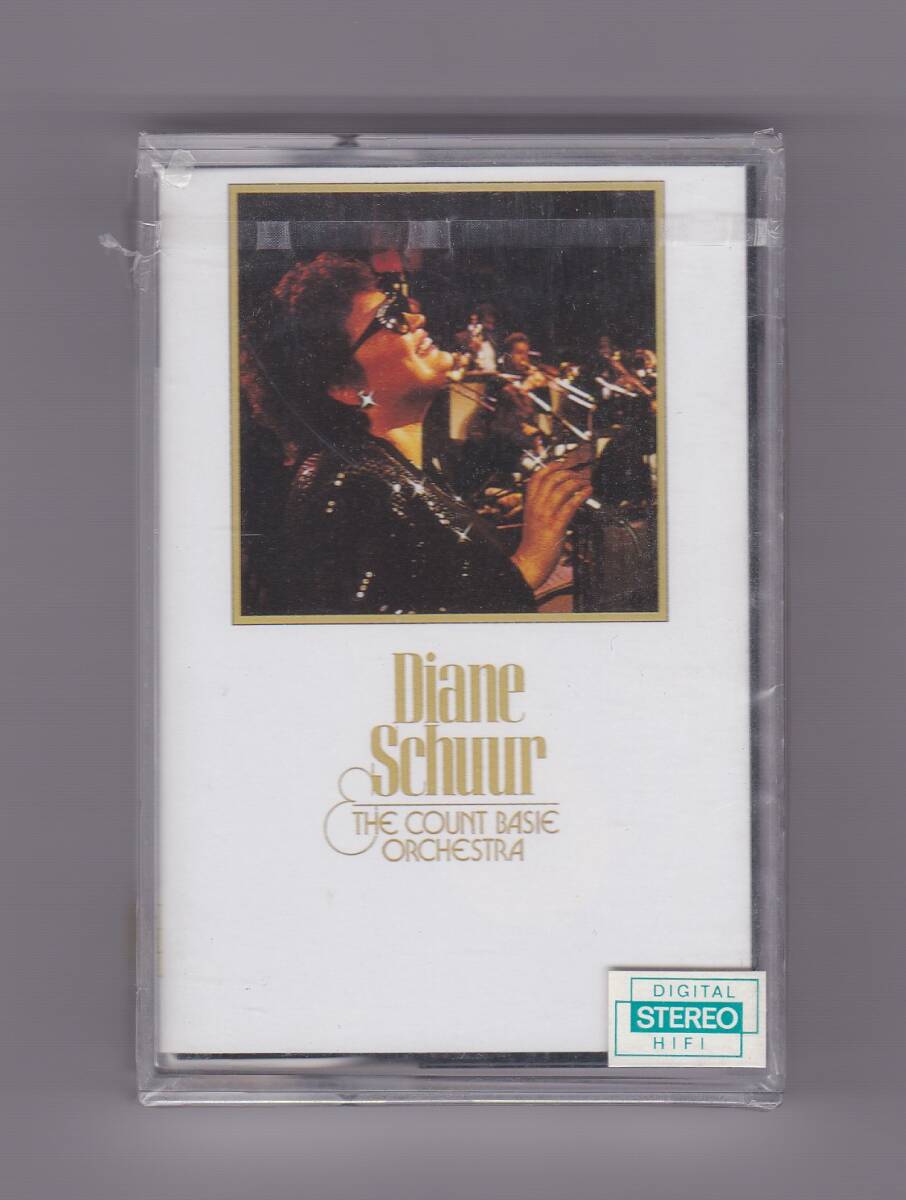 Diane
Schuur
& THE COUNT BASIE
ORCHESTRA
DIGITAL
STEREO
HIFI